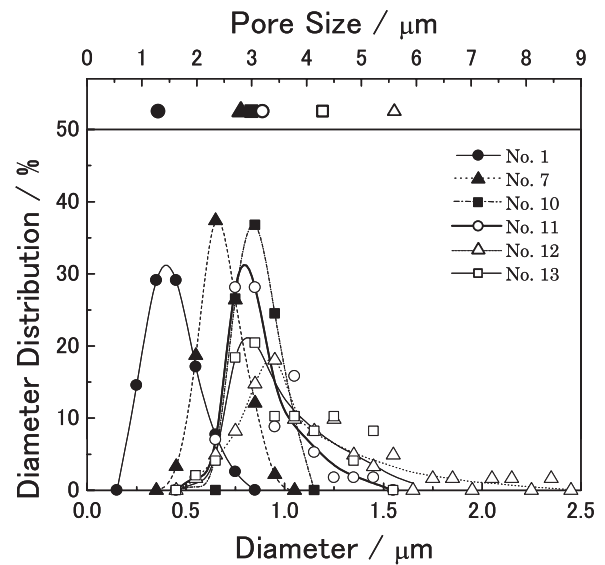 Pore Size / μm
0 1 2 3 4 5 6 7 8 9
50
40
30
20
10
0
Diameter Distribution / %
No. 1
No. 7
No. 10
No. 11
No. 12
No. 13
0.0 0.5 1.0 1.5 2.0 2.5
Diameter / μm